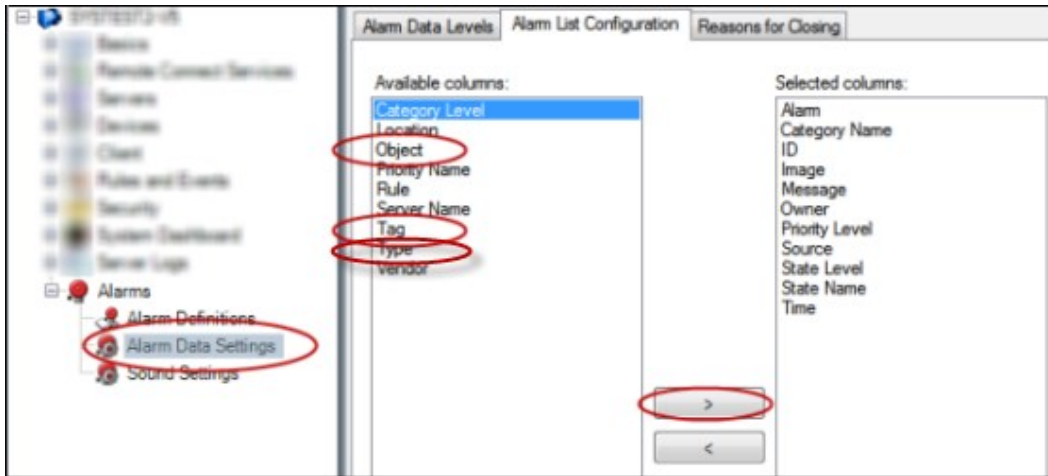 Alarms
Alarm Definitions
Alarm Data Settings
Sound Settings
Alarm Data Levels
Alarm List Configuration
Reasons for Closing
Available columns:
Category Level
Location
Object
Priority Name
Rule
Server Name
Tag
Type
Vendor
>
<
Selected columns:
Alarm
Category Name
ID
Image
Message
Owner
Priority Level
Source
State Level
State Name
Time